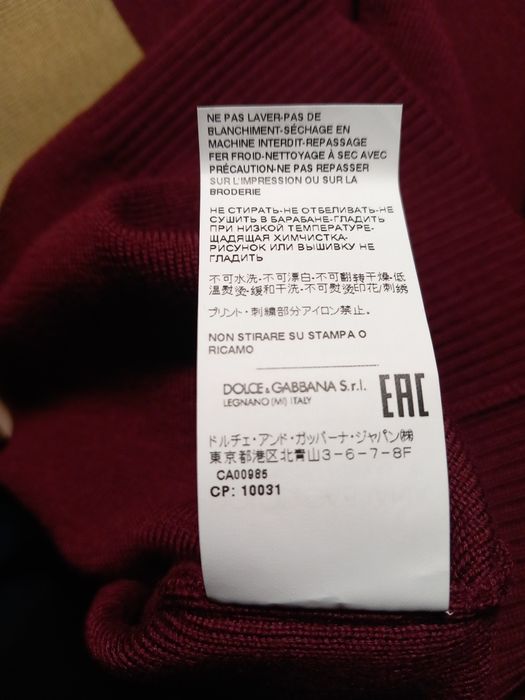 NE PAS LAVER-PAS DE
BLANCHIMENT-SÉCHAGE EN
MACHINE INTERDIT-REPASSAGE
FER FROID-NETTOYAGE À SEC AVEC
PRÉCAUTION-NE PAS REPASSER
SUR L'IMPRESSION OU SUR LA
BRODERIE
НЕ СТИРАТЬ-НЕ ОТБЕЛИВАТЬ-НЕ
СУШИТЬ В БАРАБАНЕ-ГЛАДИТЬ
ПРИ НИЗКОЙ ТЕМПЕРАТУРЕ-
ЩАДЯЩАЯ ХИМЧИСТКА-
РИСУНОК ИЛИ ВЫШИВКУ НЕ
ГЛАДИТЬ
不可水洗-不可漂白-不可翻轉干燥-低
溫熨燙-緩和干洗-不可熨燙印花/刺綉
プリント・刺繍部分アイロン禁止。
NON STIRARE SU STAMPA O
RICAMO
DOLCE & GABBANA S.r.l.
LEGNANO (MI) ITALY
EAC
ドルチェ・アンド・ガッバーナ・ジャパン㈱
東京都港区北青山3-6-7-8F
CA00985
CP: 10031